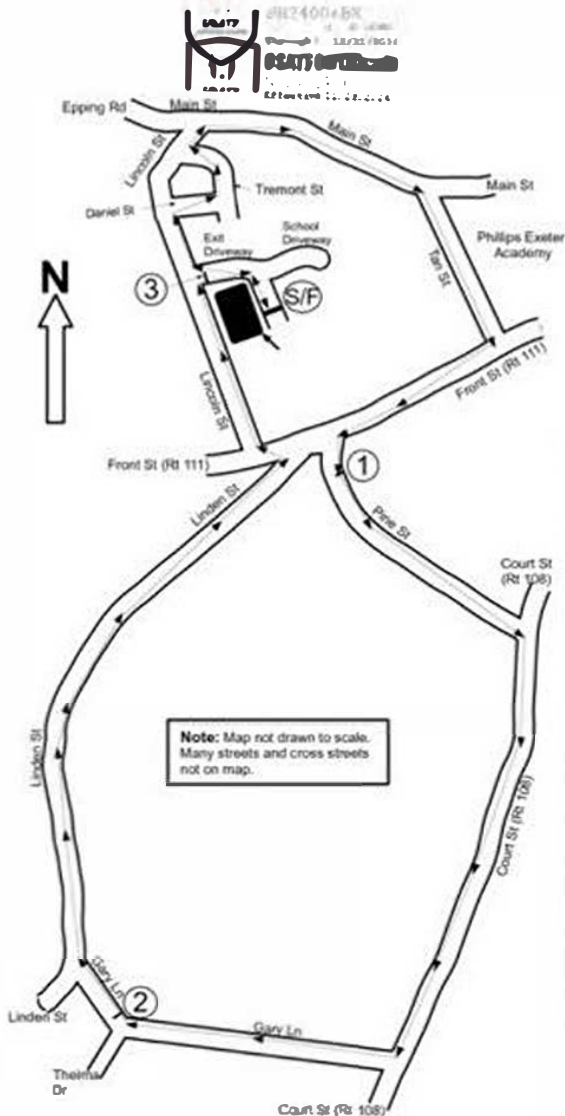 Epping Rd
Main St
Main St
Main St
Lincoln St
Tremont St
Daniel St
School
Driveway
Exit
Driveway
Phillips Exeter
Academy
Tan St
N
3
S/F
Lincoln St
Front St (Rt 111)
Front St (Rt 111)
1
Linden St
Pine St
Court St
(Rt 108)
Note: Map not drawn to scale.
Many streets and cross streets
not on map.
Linden St
Court St (Rt 108)
Gary Ln
2
Linden St
Gary Ln
Thelma
Dr
Court St (Rt 108)